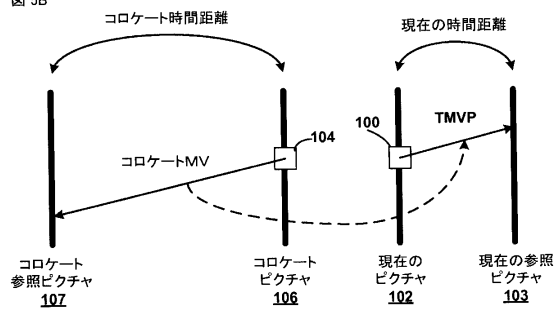 図 3B
コロケート時間距離
現在の時間距離
104
100
TMVP
コロケートMV
コロケート
参照ピクチャ
107
コロケート
ピクチャ
106
現在の
ピクチャ
102
現在の参照
ピクチャ
103